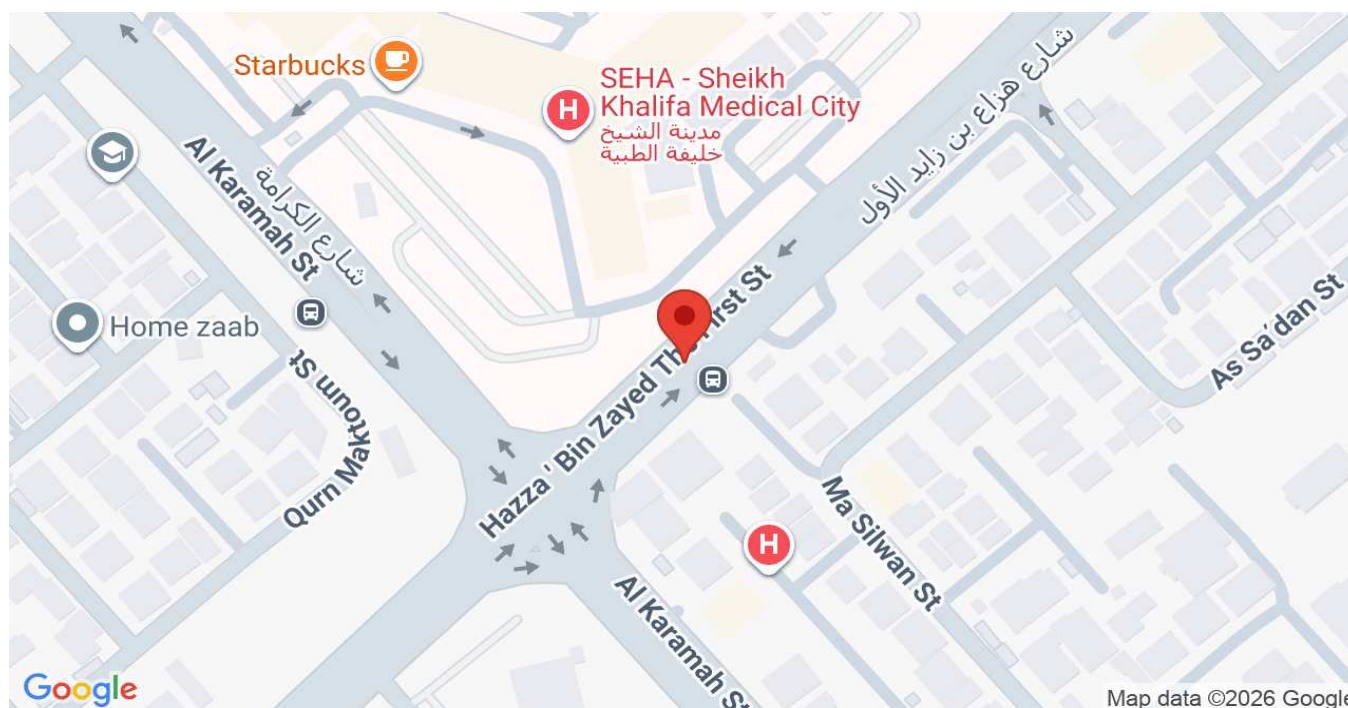 Starbucks
SEHA - Sheikh
Khalifa Medical City
مدينة الشيخ
خليفة الطبية
شارع هزاع بن زايد الأول
Al Karamah St
شارع الكرامة
Home zaab
Hazza ' Bin Zayed The First St
As Sa'dan St
Qurn Maktoum St
Ma Silwan St
H
H
Al Karamah St
Google
Map data ©2026 Google